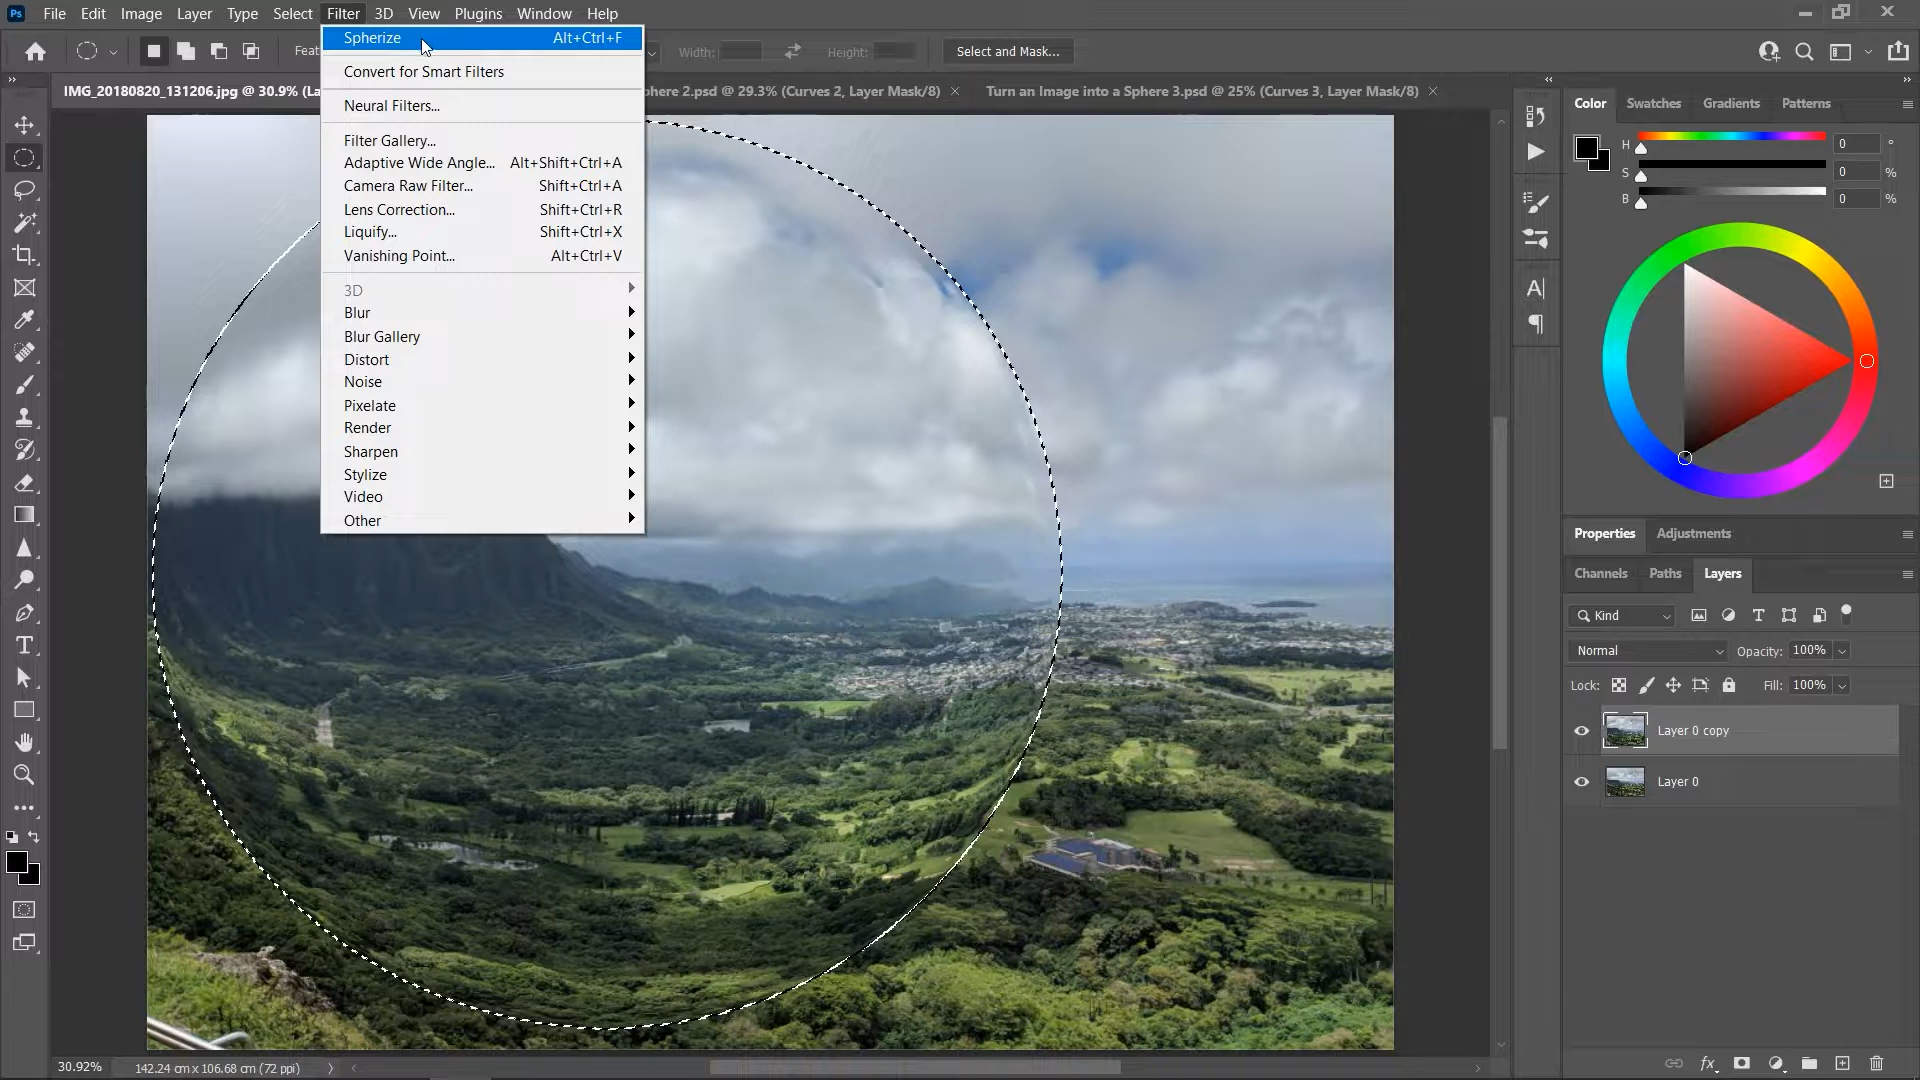 Ps File Edit Image Layer Type Select Filter 3D View Plugins Window Help
Feat Width: Height: Select and Mask...
IMG_20180820_131206.jpg @ 30.9% (La phere 2.psd @ 29.3% (Curves 2, Layer Mask/8) Turn an Image into a Sphere 3.psd @ 25% (Curves 3, Layer Mask/8)
Spherize Alt+Ctrl+F
Convert for Smart Filters
Neural Filters...
Filter Gallery...
Adaptive Wide Angle... Alt+Shift+Ctrl+A
Camera Raw Filter... Shift+Ctrl+A
Lens Correction... Shift+Ctrl+R
Liquify... Shift+Ctrl+X
Vanishing Point... Alt+Ctrl+V
3D
Blur
Blur Gallery
Distort
Noise
Pixelate
Render
Sharpen
Stylize
Video
Other
Color Swatches Gradients Patterns
H 0 °
S 0 %
B 0 %
Properties Adjustments
Channels Paths Layers
Kind
Normal Opacity: 100%
Lock: Fill: 100%
Layer 0 copy
Layer 0
30.92% 142.24 cm x 106.68 cm (72 ppi)